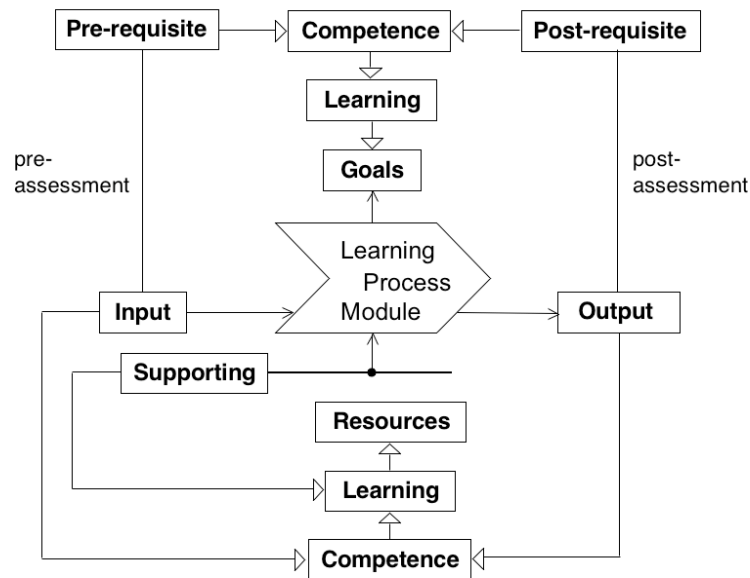 Pre-requisite
Competence
Post-requisite
Learning
pre-
assessment
Goals
post-
assessment
Learning
Process
Module
Input
Output
Supporting
Resources
Learning
Competence